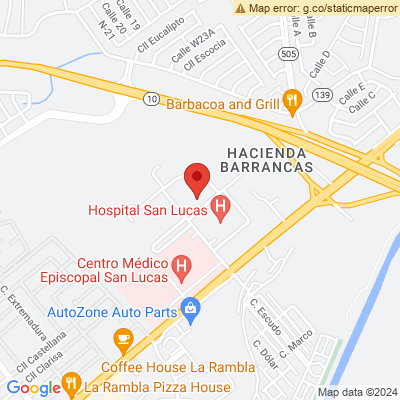 Map error: g.co/staticmaperror
Calle 20
Calle 18
N-21
Cll Eucalipto
Calle W23A
Cll Escocia
Calle A
Calle B
505
Calle D
139
Calle E
Calle C
10
Barbacoa and Grill
HACIENDA
BARRANCAS
Hospital San Lucas
H
Centro Médico
Episcopal San Lucas
H
AutoZone Auto Parts
C. Extremadura
Cll Castellana
Cll Clarisa
C. Escudo
C. Marco
C. Dólar
Coffee House La Rambla
La Rambla Pizza House
Google
Map data ©2024